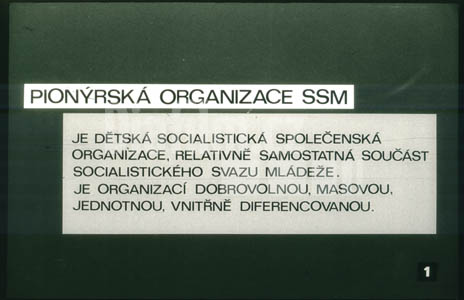 PIONÝRSKÁ ORGANIZACE SSM
JE DĚTSKÁ SOCIALISTICKÁ SPOLEČENSKÁ
ORGANIZACE, RELATIVNĚ SAMOSTATNÁ SOUČÁST
SOCIALISTICKÉHO SVAZU MLÁDEŽE.
JE ORGANIZACÍ DOBROVOLNOU, MASOVOU,
JEDNOTNOU, VNITŘNĚ DIFERENCOVANOU.
1